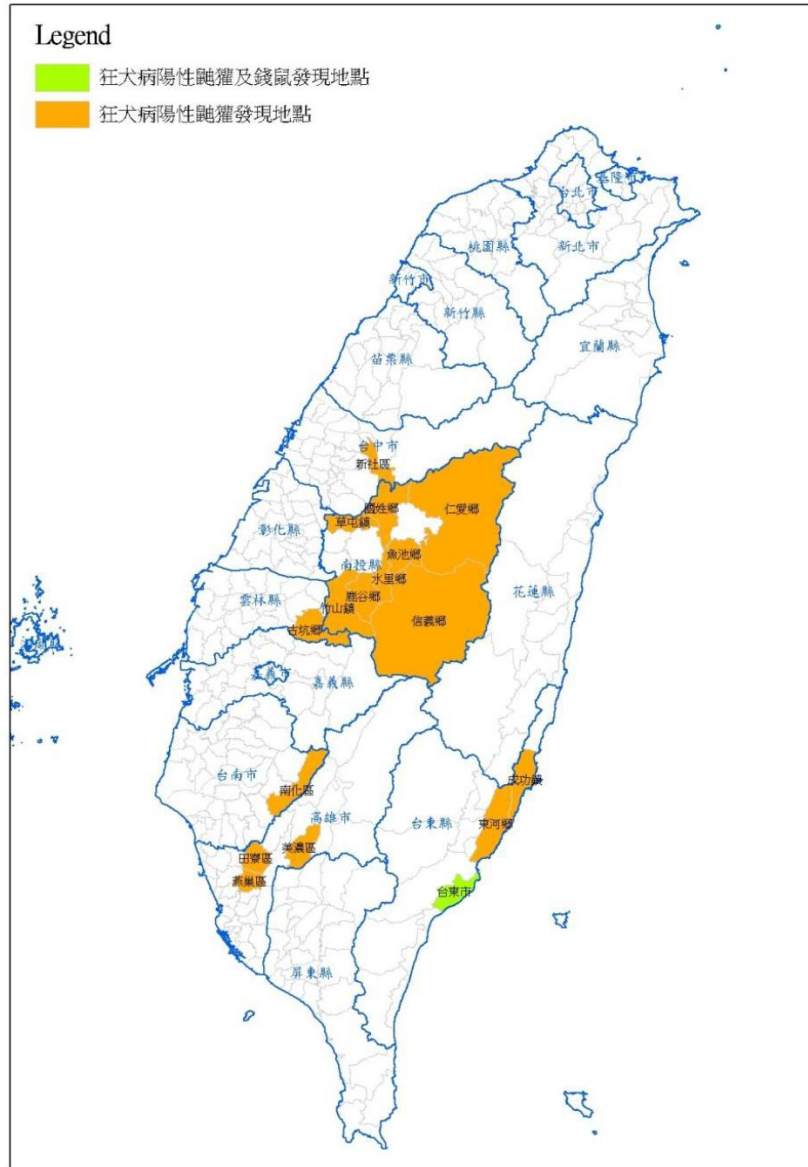 Legend
狂犬病陽性鼬獾及錢鼠發現地點
狂犬病陽性鼬獾發現地點
基隆市
台北市
桃園縣
新北市
新竹市
新竹縣
宜蘭縣
苗栗縣
台中市
新社區
國姓鄉
仁愛鄉
草屯鎮
彰化縣
魚池鄉
南投縣
水里鄉
花蓮縣
鹿谷鄉
雲林縣
竹山鎮
信義鄉
古坑鄉
嘉義市
嘉義縣
成功鎮
台南市
南化區
高雄市
台東縣
東河鄉
美濃區
田寮區
燕巢區
台東市
屏東縣